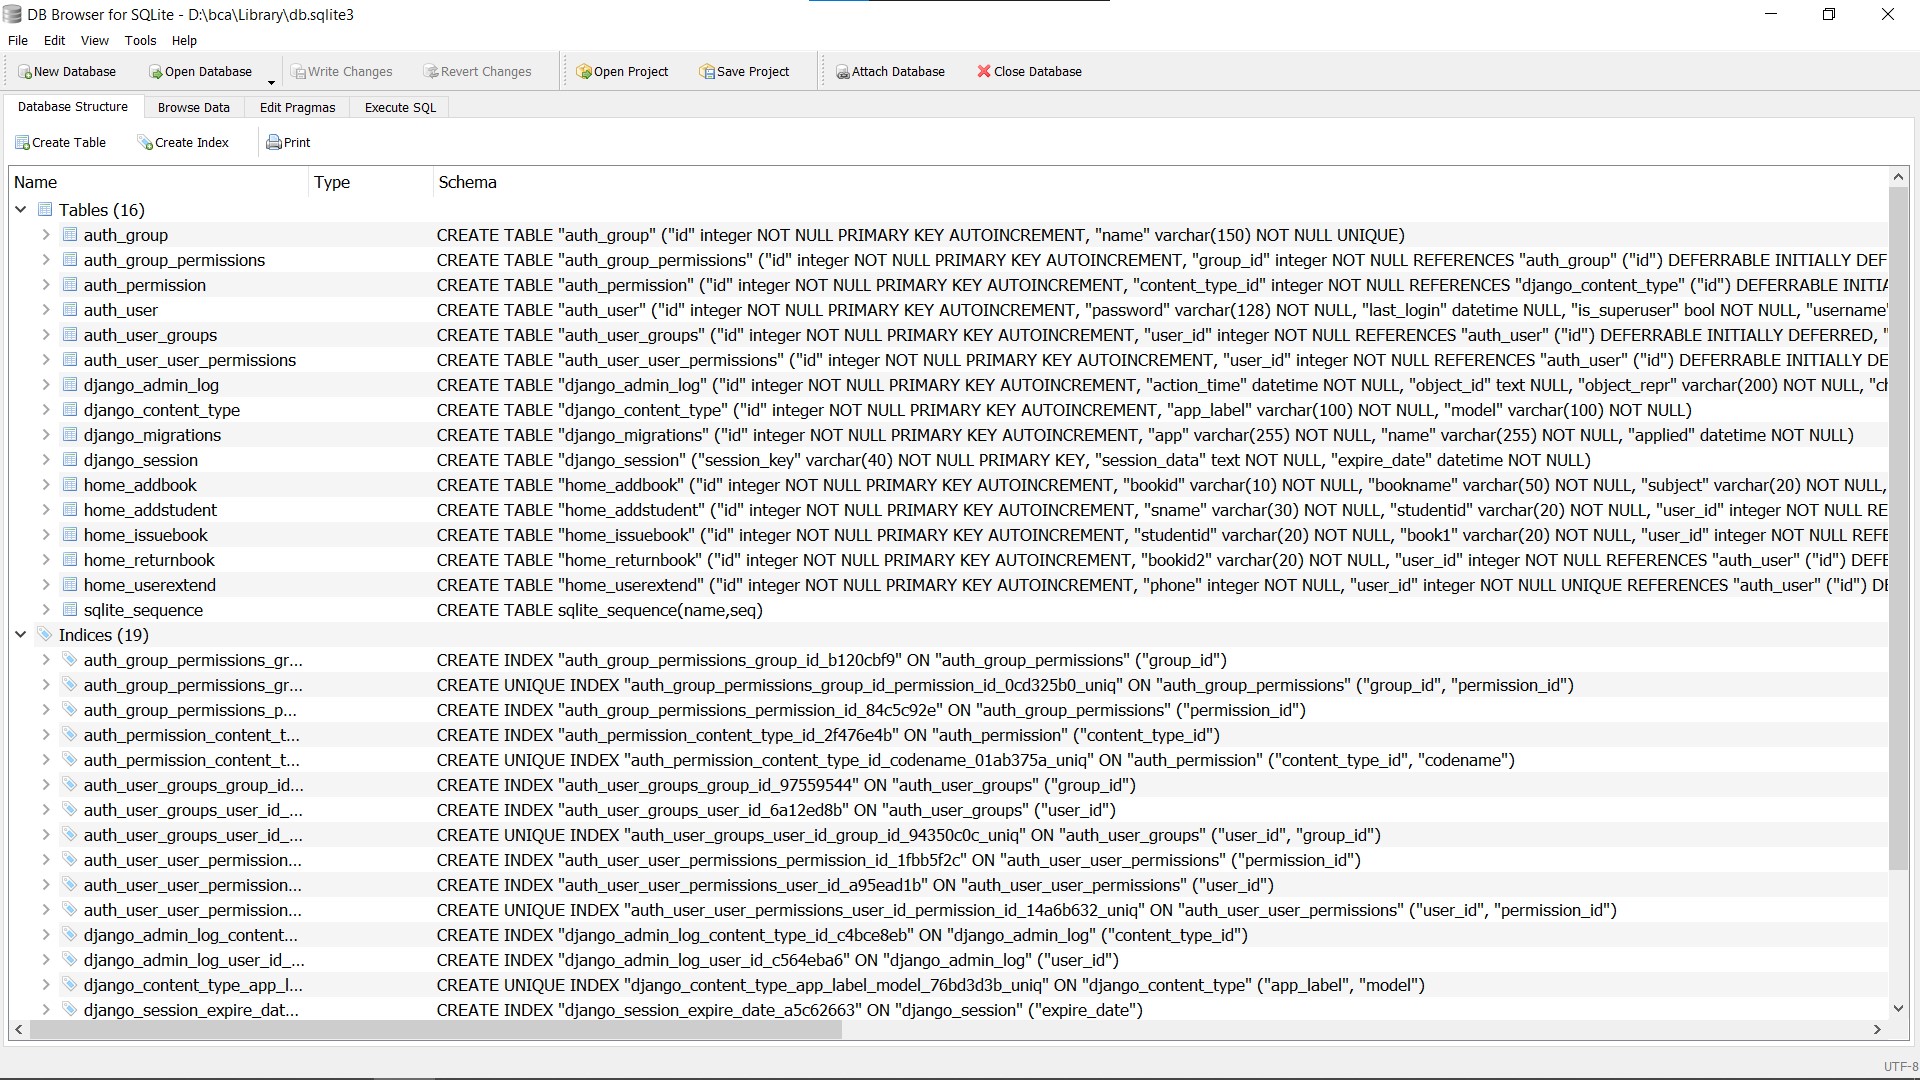 DB Browser for SQLite - D:\bca\Library\db.sqlite3
File Edit View Tools Help
New Database Open Database Write Changes Revert Changes Open Project Save Project Attach Database Close Database
Database Structure Browse Data Edit Pragmas Execute SQL
Create Table Create Index Print
Name Type Schema
Tables (16)
auth_group CREATE TABLE "auth_group" ("id" integer NOT NULL PRIMARY KEY AUTOINCREMENT, "name" varchar(150) NOT NULL UNIQUE)
auth_group_permissions CREATE TABLE "auth_group_permissions" ("id" integer NOT NULL PRIMARY KEY AUTOINCREMENT, "group_id" integer NOT NULL REFERENCES "auth_group" ("id") DEFERRABLE INITIALLY DEF
auth_permission CREATE TABLE "auth_permission" ("id" integer NOT NULL PRIMARY KEY AUTOINCREMENT, "content_type_id" integer NOT NULL REFERENCES "django_content_type" ("id") DEFERRABLE INITIA
auth_user CREATE TABLE "auth_user" ("id" integer NOT NULL PRIMARY KEY AUTOINCREMENT, "password" varchar(128) NOT NULL, "last_login" datetime NULL, "is_superuser" bool NOT NULL, "username"
auth_user_groups CREATE TABLE "auth_user_groups" ("id" integer NOT NULL PRIMARY KEY AUTOINCREMENT, "user_id" integer NOT NULL REFERENCES "auth_user" ("id") DEFERRABLE INITIALLY DEFERRED, "
auth_user_user_permissions CREATE TABLE "auth_user_user_permissions" ("id" integer NOT NULL PRIMARY KEY AUTOINCREMENT, "user_id" integer NOT NULL REFERENCES "auth_user" ("id") DEFERRABLE INITIALLY DE
django_admin_log CREATE TABLE "django_admin_log" ("id" integer NOT NULL PRIMARY KEY AUTOINCREMENT, "action_time" datetime NOT NULL, "object_id" text NULL, "object_repr" varchar(200) NOT NULL, "ch
django_content_type CREATE TABLE "django_content_type" ("id" integer NOT NULL PRIMARY KEY AUTOINCREMENT, "app_label" varchar(100) NOT NULL, "model" varchar(100) NOT NULL)
django_migrations CREATE TABLE "django_migrations" ("id" integer NOT NULL PRIMARY KEY AUTOINCREMENT, "app" varchar(255) NOT NULL, "name" varchar(255) NOT NULL, "applied" datetime NOT NULL)
django_session CREATE TABLE "django_session" ("session_key" varchar(40) NOT NULL PRIMARY KEY, "session_data" text NOT NULL, "expire_date" datetime NOT NULL)
home_addbook CREATE TABLE "home_addbook" ("id" integer NOT NULL PRIMARY KEY AUTOINCREMENT, "bookid" varchar(10) NOT NULL, "bookname" varchar(50) NOT NULL, "subject" varchar(20) NOT NULL,
home_addstudent CREATE TABLE "home_addstudent" ("id" integer NOT NULL PRIMARY KEY AUTOINCREMENT, "sname" varchar(30) NOT NULL, "studentid" varchar(20) NOT NULL, "user_id" integer NOT NULL RE
home_issuebook CREATE TABLE "home_issuebook" ("id" integer NOT NULL PRIMARY KEY AUTOINCREMENT, "studentid" varchar(20) NOT NULL, "book1" varchar(20) NOT NULL, "user_id" integer NOT NULL REFE
home_returnbook CREATE TABLE "home_returnbook" ("id" integer NOT NULL PRIMARY KEY AUTOINCREMENT, "bookid2" varchar(20) NOT NULL, "user_id" integer NOT NULL REFERENCES "auth_user" ("id") DEFE
home_userextend CREATE TABLE "home_userextend" ("id" integer NOT NULL PRIMARY KEY AUTOINCREMENT, "phone" integer NOT NULL, "user_id" integer NOT NULL UNIQUE REFERENCES "auth_user" ("id") DE
sqlite_sequence CREATE TABLE sqlite_sequence(name,seq)
Indices (19)
auth_group_permissions_gr... CREATE INDEX "auth_group_permissions_group_id_b120cbf9" ON "auth_group_permissions" ("group_id")
auth_group_permissions_gr... CREATE UNIQUE INDEX "auth_group_permissions_group_id_permission_id_0cd325b0_uniq" ON "auth_group_permissions" ("group_id", "permission_id")
auth_group_permissions_p... CREATE INDEX "auth_group_permissions_permission_id_84c5c92e" ON "auth_group_permissions" ("permission_id")
auth_permission_content_t... CREATE INDEX "auth_permission_content_type_id_2f476e4b" ON "auth_permission" ("content_type_id")
auth_permission_content_t... CREATE UNIQUE INDEX "auth_permission_content_type_id_codename_01ab375a_uniq" ON "auth_permission" ("content_type_id", "codename")
auth_user_groups_group_id... CREATE INDEX "auth_user_groups_group_id_97559544" ON "auth_user_groups" ("group_id")
auth_user_groups_user_id_... CREATE INDEX "auth_user_groups_user_id_6a12ed8b" ON "auth_user_groups" ("user_id")
auth_user_groups_user_id_... CREATE UNIQUE INDEX "auth_user_groups_user_id_group_id_94350c0c_uniq" ON "auth_user_groups" ("user_id", "group_id")
auth_user_user_permission... CREATE INDEX "auth_user_user_permissions_permission_id_1fbb5f2c" ON "auth_user_user_permissions" ("permission_id")
auth_user_user_permission... CREATE INDEX "auth_user_user_permissions_user_id_a95ead1b" ON "auth_user_user_permissions" ("user_id")
auth_user_user_permission... CREATE UNIQUE INDEX "auth_user_user_permissions_user_id_permission_id_14a6b632_uniq" ON "auth_user_user_permissions" ("user_id", "permission_id")
django_admin_log_content... CREATE INDEX "django_admin_log_content_type_id_c4bce8eb" ON "django_admin_log" ("content_type_id")
django_admin_log_user_id_... CREATE INDEX "django_admin_log_user_id_c564eba6" ON "django_admin_log" ("user_id")
django_content_type_app_l... CREATE UNIQUE INDEX "django_content_type_app_label_model_76bd3d3b_uniq" ON "django_content_type" ("app_label", "model")
django_session_expire_dat... CREATE INDEX "django_session_expire_date_a5c62663" ON "django_session" ("expire_date")
UTF-8